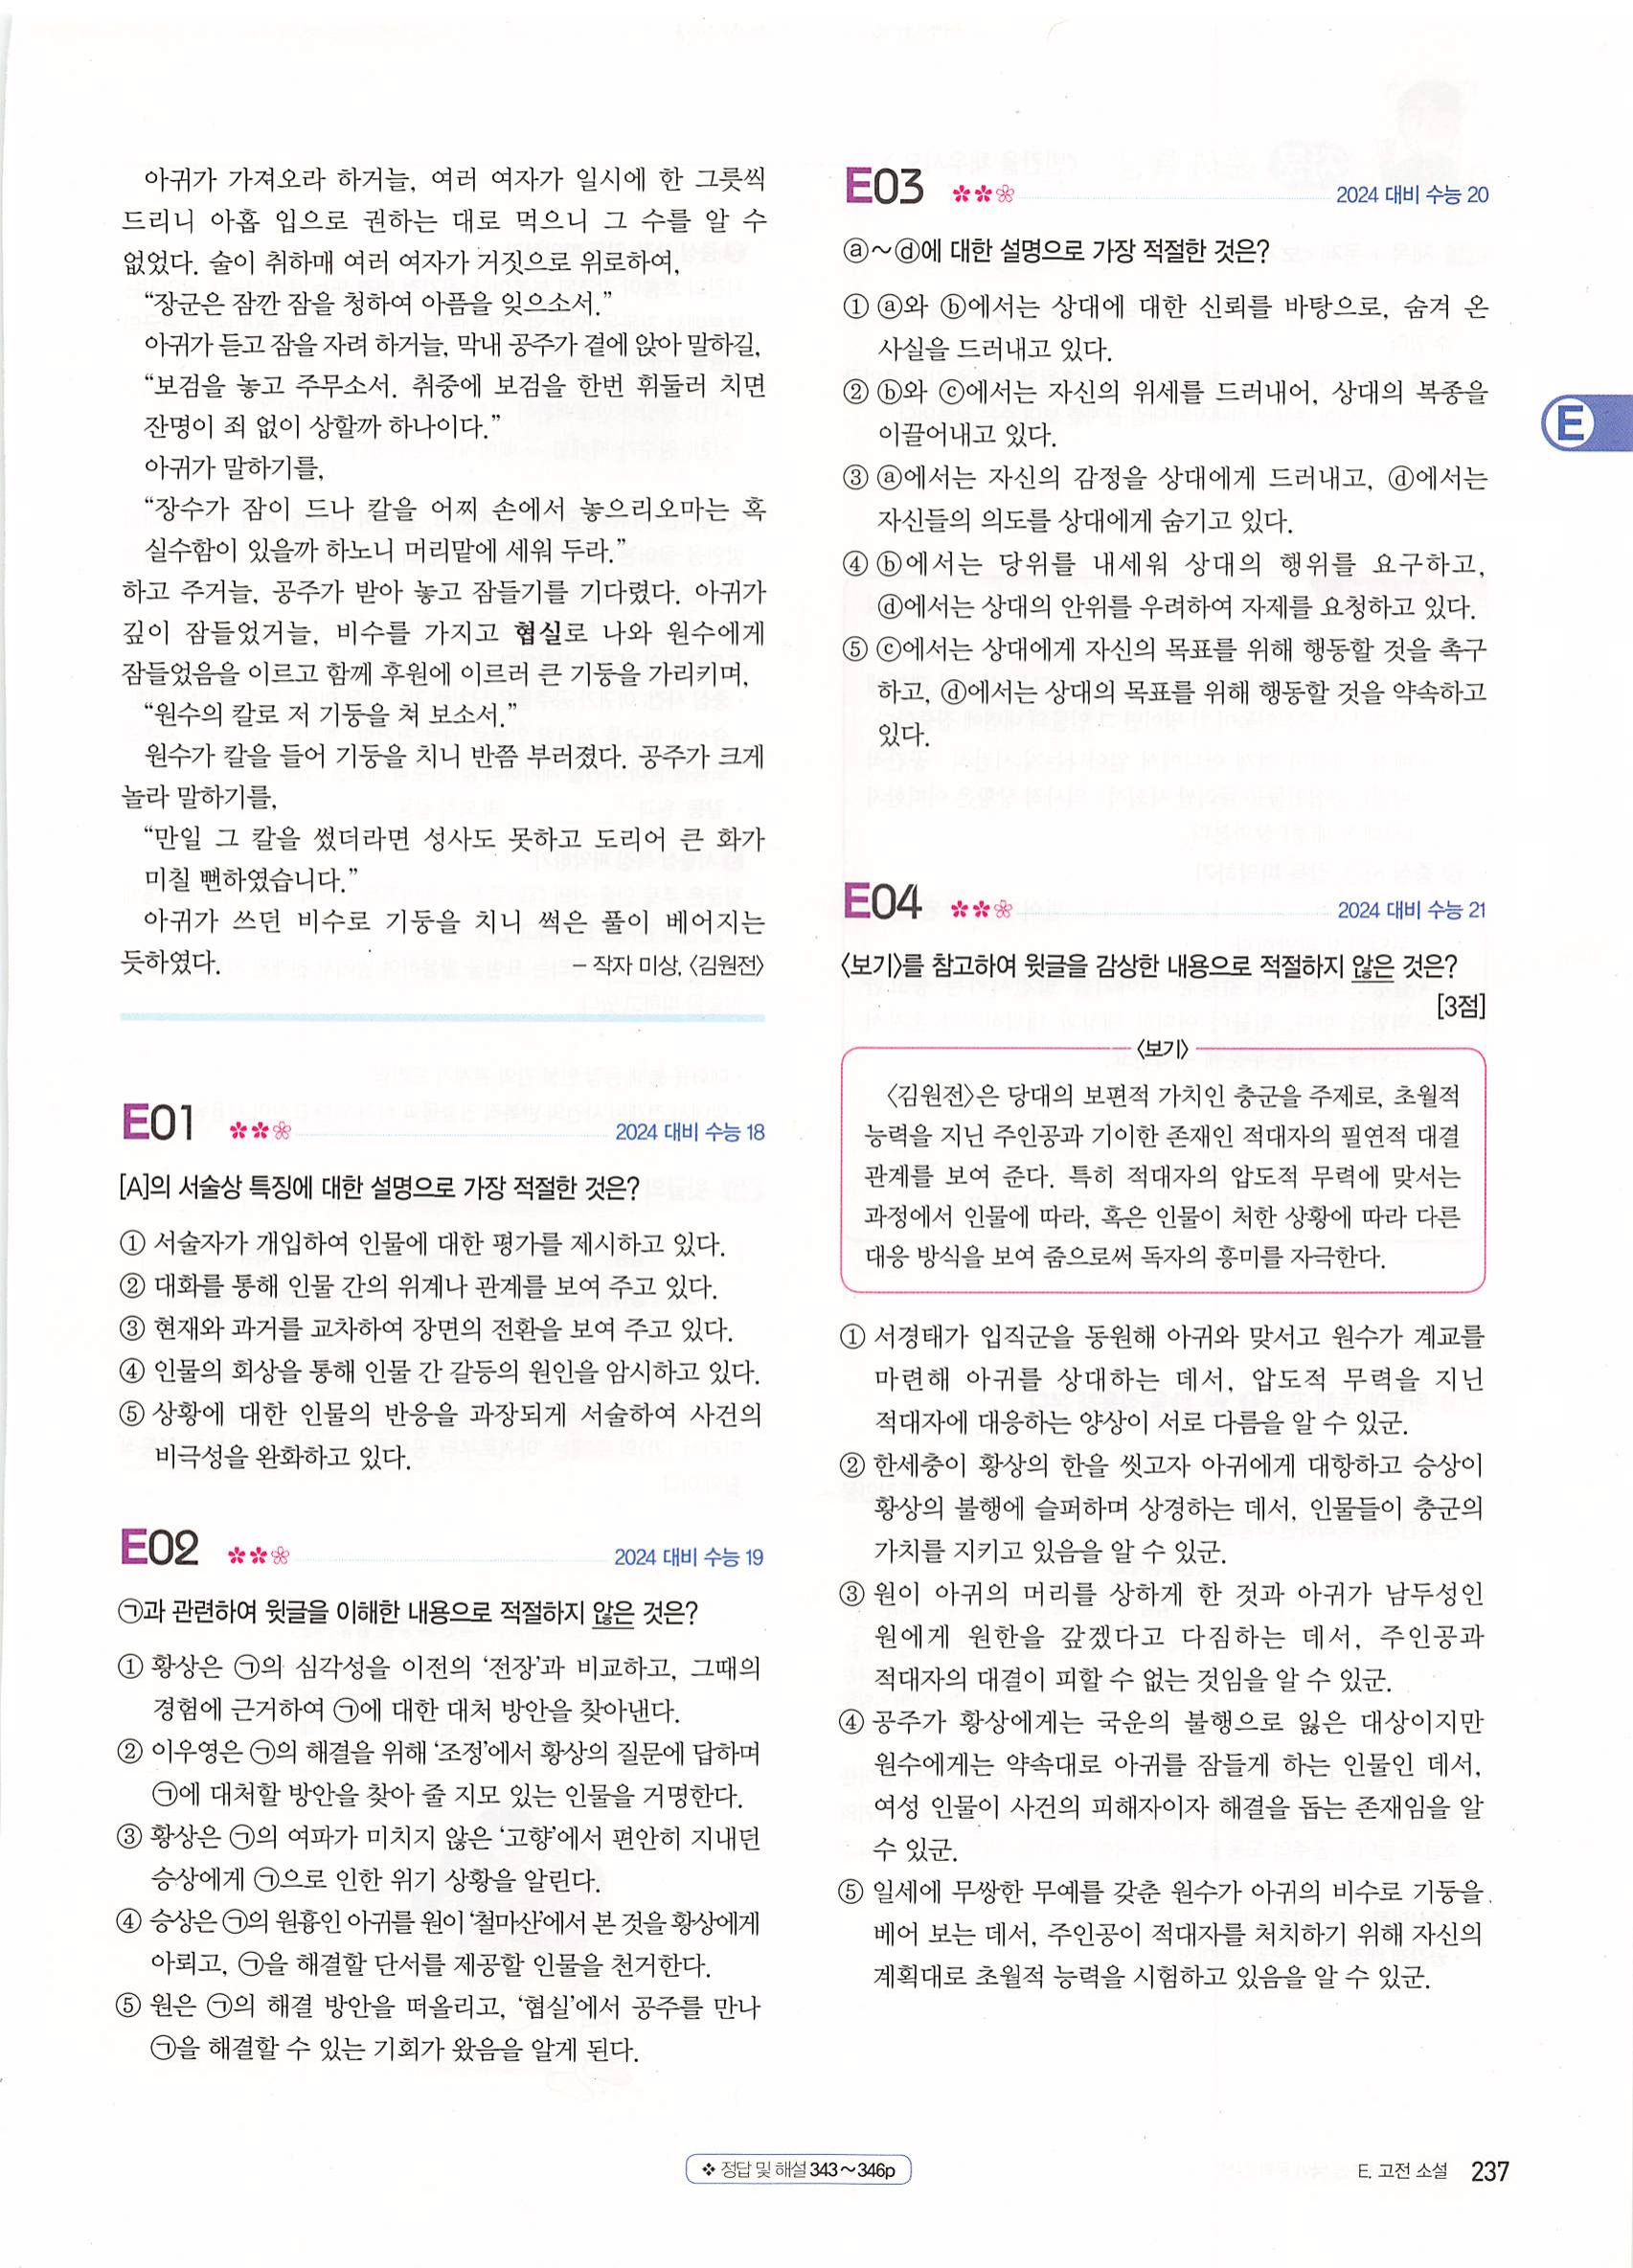 아귀가 가져오라 하거늘, 여러 여자가 일시에 한 그릇씩
드리니 아홉 입으로 권하는 대로 먹으니 그 수를 알 수
없었다. 술이 취하매 여러 여자가 거짓으로 위로하여,
“장군은 잠깐 잠을 청하여 아픔을 잊으소서.”
아귀가 듣고 잠을 자려 하거늘, 막내 공주가 곁에 앉아 말하길,
“보검을 놓고 주무소서. 취중에 보검을 한번 휘둘러 치면
잔명이 죄 없이 상할까 하나이다.”
아귀가 말하기를,
“장수가 잠이 드나 칼을 어찌 손에서 놓으리오마는 혹
실수함이 있을까 하노니 머리맡에 세워 두라.”
하고 주거늘, 공주가 받아 놓고 잠들기를 기다렸다. 아귀가
깊이 잠들었거늘, 비수를 가지고 협실로 나와 원수에게
잠들었음을 이르고 함께 후원에 이르러 큰 기둥을 가리키며,
“원수의 칼로 저 기둥을 쳐 보소서.”
원수가 칼을 들어 기둥을 치니 반쯤 부러졌다. 공주가 크게
놀라 말하기를,
“만일 그 칼을 썼더라면 성사도 못하고 도리어 큰 화가
미칠 뻔하였습니다.”
아귀가 쓰던 비수로 기둥을 치니 썩은 풀이 베어지는
듯하였다. – 작자 미상, 〈김원전〉
E01 2024 대비 수능 18
[A]의 서술상 특징에 대한 설명으로 가장 적절한 것은?
① 서술자가 개입하여 인물에 대한 평가를 제시하고 있다.
② 대화를 통해 인물 간의 위계나 관계를 보여 주고 있다.
③ 현재와 과거를 교차하여 장면의 전환을 보여 주고 있다.
④ 인물의 회상을 통해 인물 간 갈등의 원인을 암시하고 있다.
⑤ 상황에 대한 인물의 반응을 과장되게 서술하여 사건의
비극성을 완화하고 있다.
E02 2024 대비 수능 19
㉠과 관련하여 윗글을 이해한 내용으로 적절하지 않은 것은?
① 황상은 ㉠의 심각성을 이전의 ‘전장’과 비교하고, 그때의
경험에 근거하여 ㉠에 대한 대처 방안을 찾아낸다.
② 이우영은 ㉠의 해결을 위해 ‘조정’에서 황상의 질문에 답하며
㉠에 대처할 방안을 찾아 줄 지모 있는 인물을 거명한다.
③ 황상은 ㉠의 여파가 미치지 않은 ‘고향’에서 편안히 지내던
승상에게 ㉠으로 인한 위기 상황을 알린다.
④ 승상은 ㉠의 원흉인 아귀를 원이 ‘철마산’에서 본 것을 황상에게
아뢰고, ㉠을 해결할 단서를 제공할 인물을 천거한다.
⑤ 원은 ㉠의 해결 방안을 떠올리고, ‘협실’에서 공주를 만나
㉠을 해결할 수 있는 기회가 왔음을 알게 된다.
E03 2024 대비 수능 20
ⓐ～ⓓ에 대한 설명으로 가장 적절한 것은?
① ⓐ와 ⓑ에서는 상대에 대한 신뢰를 바탕으로, 숨겨 온
사실을 드러내고 있다.
② ⓑ와 ⓒ에서는 자신의 위세를 드러내어, 상대의 복종을
이끌어내고 있다.
③ ⓐ에서는 자신의 감정을 상대에게 드러내고, ⓓ에서는
자신들의 의도를 상대에게 숨기고 있다.
④ ⓑ에서는 당위를 내세워 상대의 행위를 요구하고,
ⓓ에서는 상대의 안위를 우려하여 자제를 요청하고 있다.
⑤ ⓒ에서는 상대에게 자신의 목표를 위해 행동할 것을 촉구
하고, ⓓ에서는 상대의 목표를 위해 행동할 것을 약속하고
있다.
E
E04 2024 대비 수능 21
〈보기〉를 참고하여 윗글을 감상한 내용으로 적절하지 않은 것은?
[3점]
〈보기〉
〈김원전〉은 당대의 보편적 가치인 충군을 주제로, 초월적
능력을 지닌 주인공과 기이한 존재인 적대자의 필연적 대결
관계를 보여 준다. 특히 적대자의 압도적 무력에 맞서는
과정에서 인물에 따라, 혹은 인물이 처한 상황에 따라 다른
대응 방식을 보여 줌으로써 독자의 흥미를 자극한다.
① 서경태가 입직군을 동원해 아귀와 맞서고 원수가 계교를
마련해 아귀를 상대하는 데서, 압도적 무력을 지닌
적대자에 대응하는 양상이 서로 다름을 알 수 있군.
② 한세충이 황상의 한을 씻고자 아귀에게 대항하고 승상이
황상의 불행에 슬퍼하며 상경하는 데서, 인물들이 충군의
가치를 지키고 있음을 알 수 있군.
③ 원이 아귀의 머리를 상하게 한 것과 아귀가 남두성인
원에게 원한을 갚겠다고 다짐하는 데서, 주인공과
적대자의 대결이 피할 수 없는 것임을 알 수 있군.
④ 공주가 황상에게는 국운의 불행으로 잃은 대상이지만
원수에게는 약속대로 아귀를 잠들게 하는 인물인 데서,
여성 인물이 사건의 피해자이자 해결을 돕는 존재임을 알
수 있군.
⑤ 일세에 무쌍한 무예를 갖춘 원수가 아귀의 비수로 기둥을
베어 보는 데서, 주인공이 적대자를 처치하기 위해 자신의
계획대로 초월적 능력을 시험하고 있음을 알 수 있군.
❖ 정답 및 해설 343～346p
E. 고전 소설 237